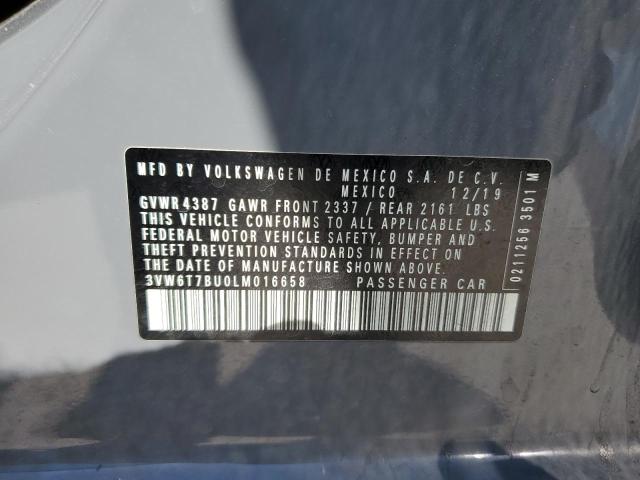 MFD BY VOLKSWAGEN DE MEXICO S.A. DE C.V.
MEXICO 12/19
GVWR 4387 GAWR FRONT 2337 / REAR 2161 LBS
THIS VEHICLE CONFORMS TO ALL APPLICABLE U.S.
FEDERAL MOTOR VEHICLE SAFETY, BUMPER AND
THEFT PREVENTION STANDARDS IN EFFECT ON
THE DATE OF MANUFACTURE SHOWN ABOVE.
3VW6T7BU0LM016658 PASSENGER CAR
0211256 3501 M